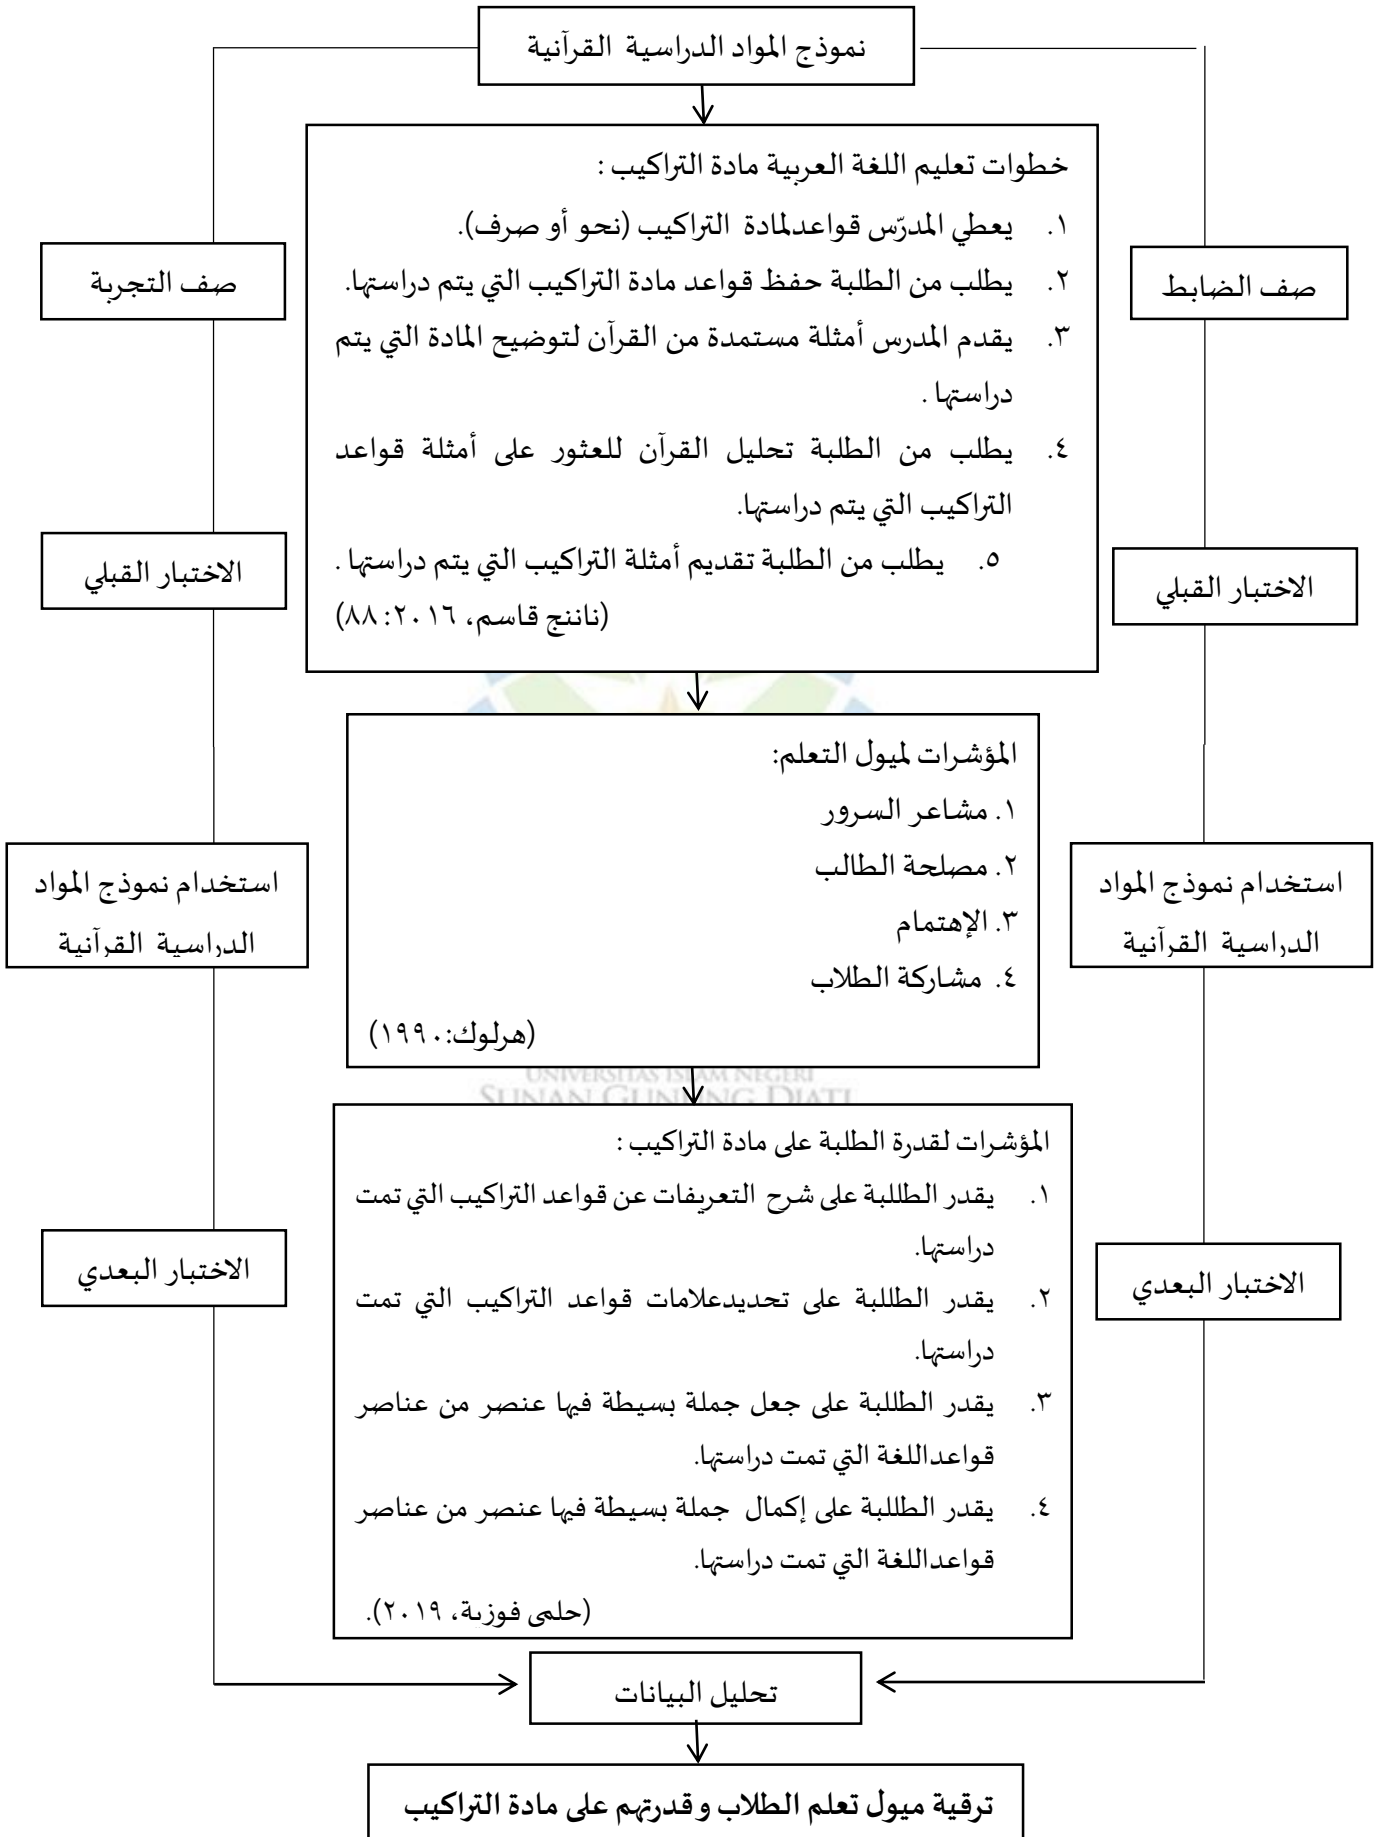 نموذج المواد الدراسية القرآنية
خطوات تعليم اللغة العربية مادة التراكيب :
١. يعطي المدرّس قواعدلمادة التراكيب (نحو أو صرف).
٢. يطلب من الطلبة حفظ قواعد مادة التراكيب التي يتم دراستها.
٣. يقدم المدرس أمثلة مستمدة من القرآن لتوضيح المادة التي يتم
دراستها .
٤. يطلب من الطلبة تحليل القرآن للعثور على أمثلة قواعد
التراكيب التي يتم دراستها.
٥. يطلب من الطلبة تقديم أمثلة التراكيب التي يتم دراستها .
(ناننج قاسم، ٢٠١٦: ٨٨)
صف الضابط
صف التجربة
الاختبار القبلي
الاختبار القبلي
المؤشرات لميول التعلم:
١. مشاعر السرور
٢. مصلحة الطالب
٣. الإهتمام
٤. مشاركة الطلاب
(هرلوك:١٩٩٠)
استخدام نموذج المواد
الدراسية القرآنية
استخدام نموذج المواد
الدراسية القرآنية
UNIVERSITAS ISLAM NEGERI
SUNAN GUNUNG DJATI
المؤشرات لقدرة الطلبة على مادة التراكيب :
١. يقدر الطللبة على شرح التعريفات عن قواعد التراكيب التي تمت
دراستها.
٢. يقدر الطللبة على تحديدعلامات قواعد التراكيب التي تمت
دراستها.
٣. يقدر الطللبة على جعل جملة بسيطة فيها عنصر من عناصر
قواعداللغة التي تمت دراستها.
٤. يقدر الطللبة على إكمال جملة بسيطة فيها عنصر من عناصر
قواعداللغة التي تمت دراستها.
(حلمى فوزية، ٢٠١٩).
الاختبار البعدي
الاختبار البعدي
تحليل البيانات
ترقية ميول تعلم الطلاب وقدرتهم على مادة التراكيب